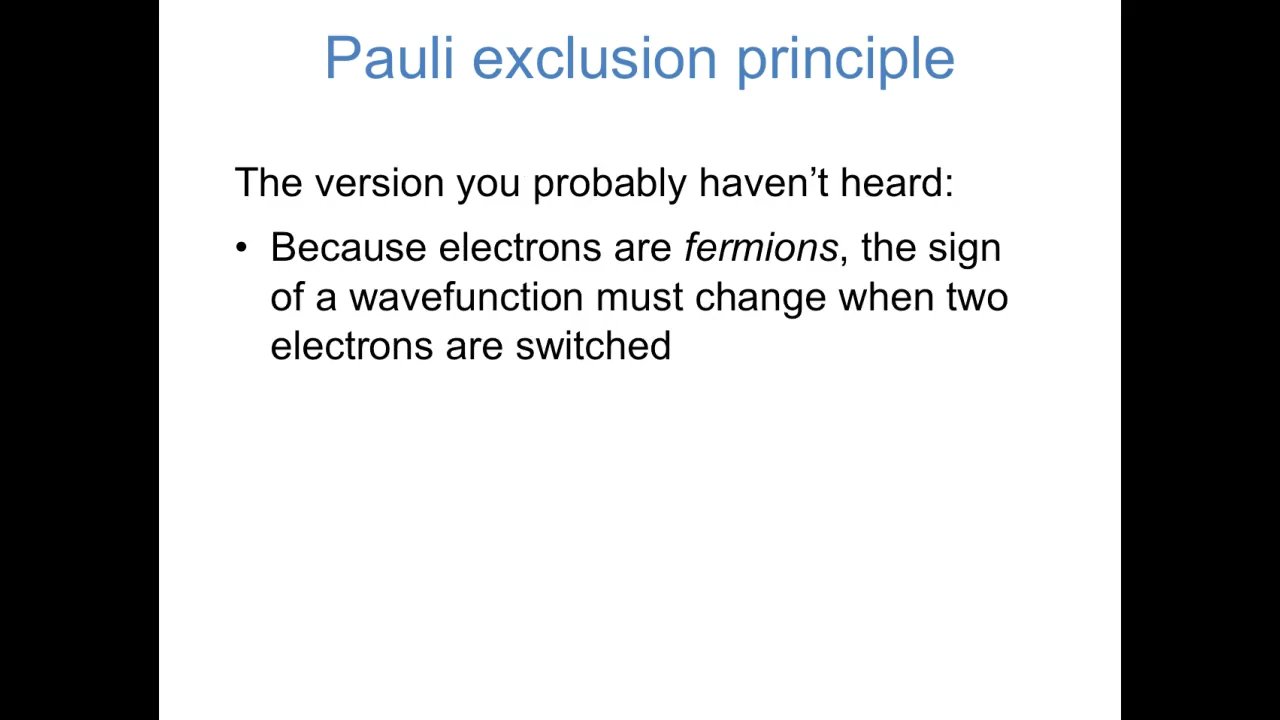 Pauli exclusion principle
The version you probably haven’t heard:
• Because electrons are fermions, the sign
of a wavefunction must change when two
electrons are switched